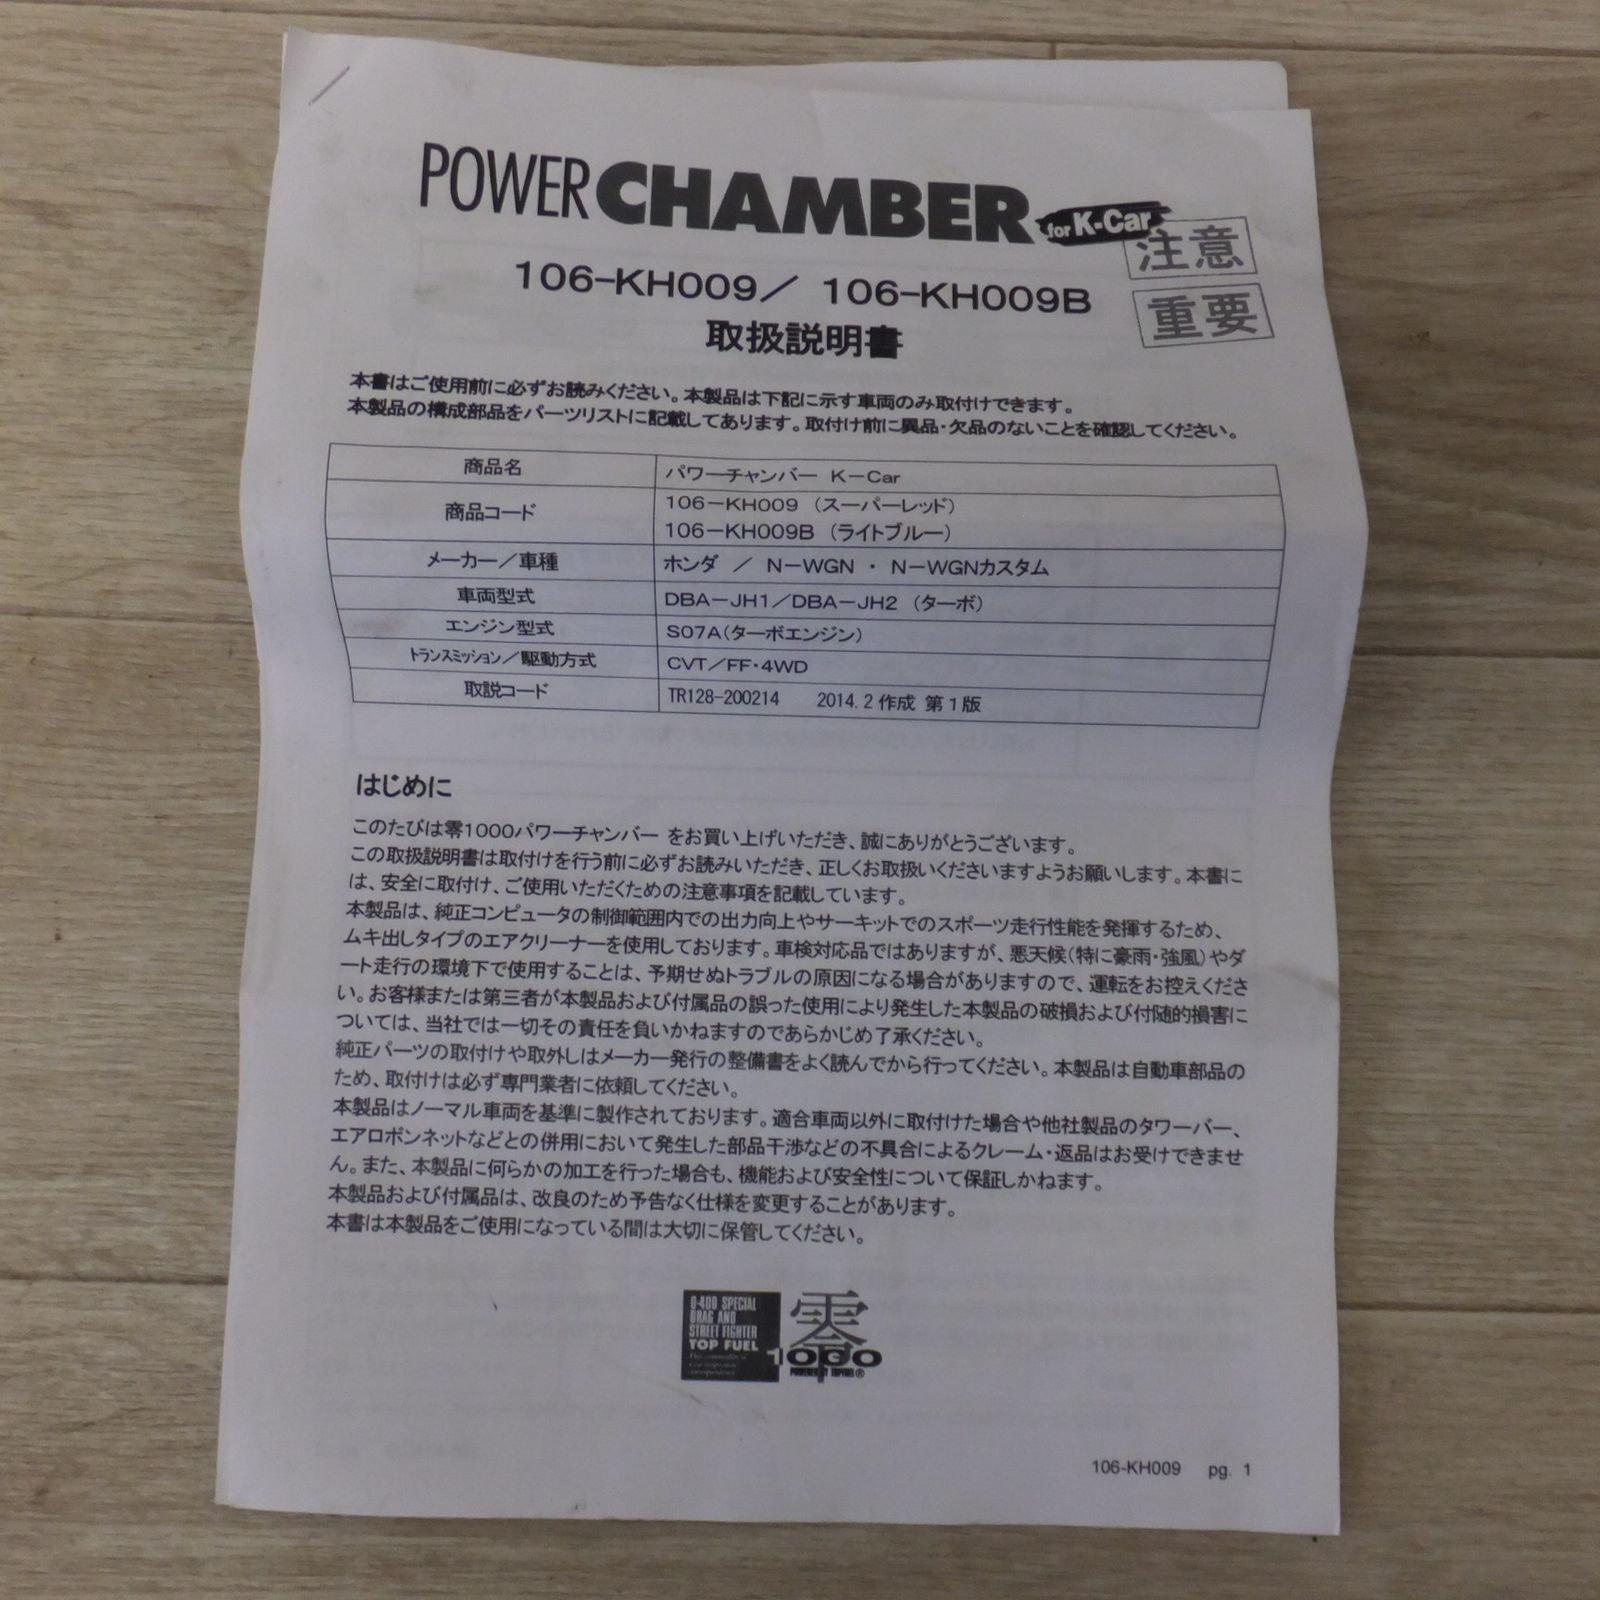 POWER CHAMBER for K-Car
注意
106-KH009／ 106-KH009B
重要
取扱説明書
本書はご使用前に必ずお読みください。本製品は下記に示す車両のみ取付けできます。
本製品の構成部品をパーツリストに記載してあります。取付け前に異品・欠品のないことを確認してください。
商品名 パワーチャンバー K－Car
商品コード 106－KH009 （スーパーレッド）
106－KH009B （ライトブルー）
メーカー／車種 ホンダ ／ N－WGN ・ N－WGNカスタム
車両型式 DBA－JH1／DBA－JH2 （ターボ）
エンジン型式 S07A（ターボエンジン）
トランスミッション／駆動方式 CVT／FF・4WD
取説コード TR128-200214 2014.2作成 第1版
はじめに
このたびは零1000パワーチャンバー をお買い上げいただき、誠にありがとうございます。
この取扱説明書は取付けを行う前に必ずお読みいただき、正しくお取扱いくださいますようお願いします。本書に
は、安全に取付け、ご使用いただくための注意事項を記載しています。
本製品は、純正コンピュータの制御範囲内での出力向上やサーキットでのスポーツ走行性能を発揮するため、
ムキ出しタイプのエアクリーナーを使用しております。車検対応品ではありますが、悪天候（特に豪雨・強風）やダ
ート走行の環境下で使用することは、予期せぬトラブルの原因になる場合がありますので、運転をお控えくださ
い。お客様または第三者が本製品および付属品の誤った使用により発生した本製品の破損および付随的損害に
ついては、当社では一切その責任を負いかねますのであらかじめ了承ください。
純正パーツの取付けや取外しはメーカー発行の整備書をよく読んでから行ってください。本製品は自動車部品の
ため、取付けは必ず専門業者に依頼してください。
本製品はノーマル車両を基準に製作されております。適合車両以外に取付けた場合や他社製品のタワーバー、
エアロボンネットなどとの併用において発生した部品干渉などの不具合によるクレーム・返品はお受けできませ
ん。また、本製品に何らかの加工を行った場合も、機能および安全性について保証しかねます。
本製品および付属品は、改良のため予告なく仕様を変更することがあります。
本書は本製品をご使用になっている間は大切に保管してください。
0-400 SPECIAL
DRAG AND
STREET FIGHTER
TOP FUEL
零
1000
POWERED BY TOPFUEL®
106-KH009 pg. 1